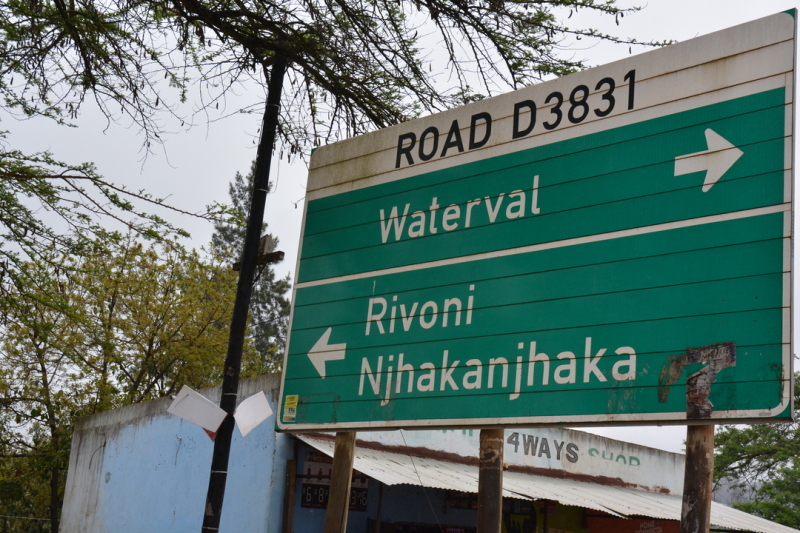 ROAD D3831
Waterval
Rivoni
Njhakanjhaka
4WAYS SHOP